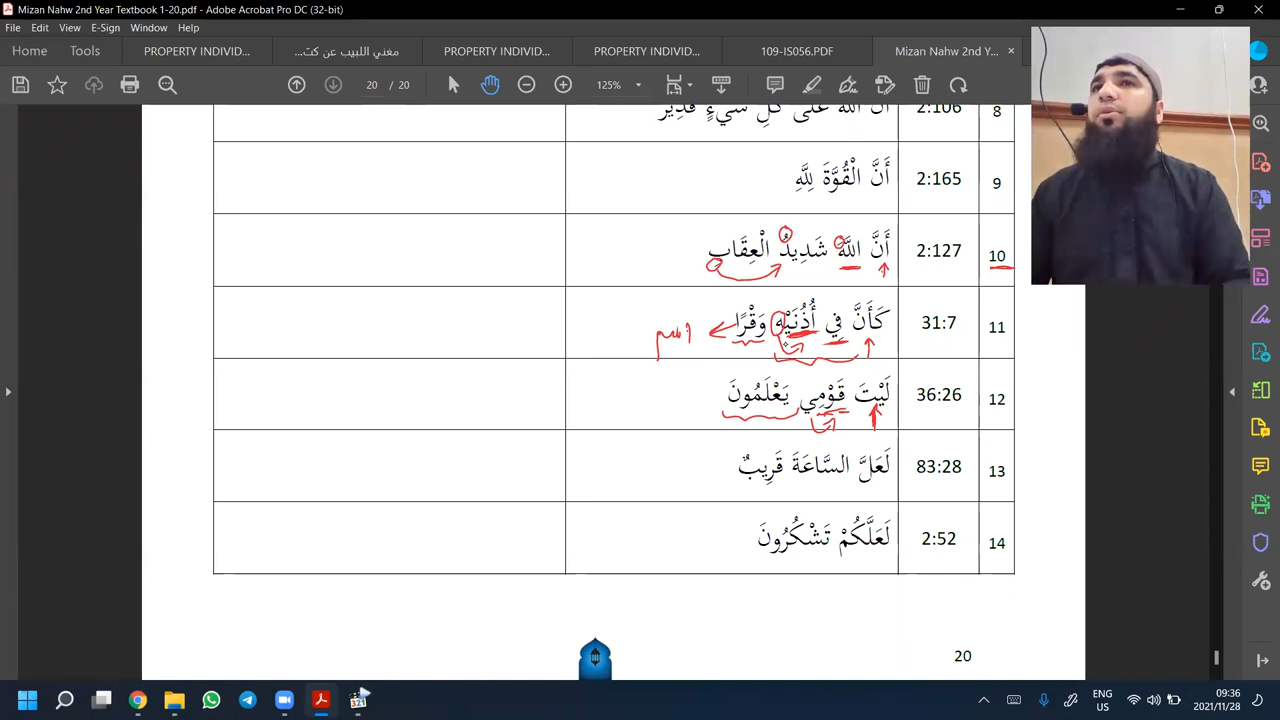 Mizan Nahw 2nd Year Textbook 1-20.pdf - Adobe Acrobat Pro DC (32-bit)
File Edit View E-Sign Window Help
Home Tools PROPERTY INDIVID... مغني اللبيب عن كت... PROPERTY INDIVID... PROPERTY INDIVID... 109-IS056.PDF Mizan Nahw 2nd Ye... ×
20 / 20 125%
8 2:106 أَنَّ اللَّهَ عَلَى كُلِّ شَيْءٍ قَدِيرٌ
9 2:165 أَنَّ الْقُوَّةَ لِلَّهِ
10 2:127 أَنَّ اللَّهَ شَدِيدُ الْعِقَابِ
11 31:7 كَأَنَّ فِي أُذُنَيْهِ وَقْرًا اسم
12 36:26 لَيْتَ قَوْمِي يَعْلَمُونَ
13 83:28 لَعَلَّ السَّاعَةَ قَرِيبٌ
14 2:52 لَعَلَّكُمْ تَشْكُرُونَ
20
ENG
US
09:36
2021/11/28